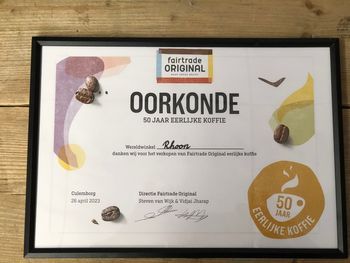 fairtrade
ORIGINAL
OORKONDE
50 JAAR EERLIJKE KOFFIE
Wereldwinkel Rhoon
danken wij voor het verkopen van Fairtrade Original eerlijke koffie
Culemborg
26 april 2023
Directie Fairtrade Original
Steven van Wijk & Vidjai Jharap
50
JAAR
EERLIJKE KOFFIE